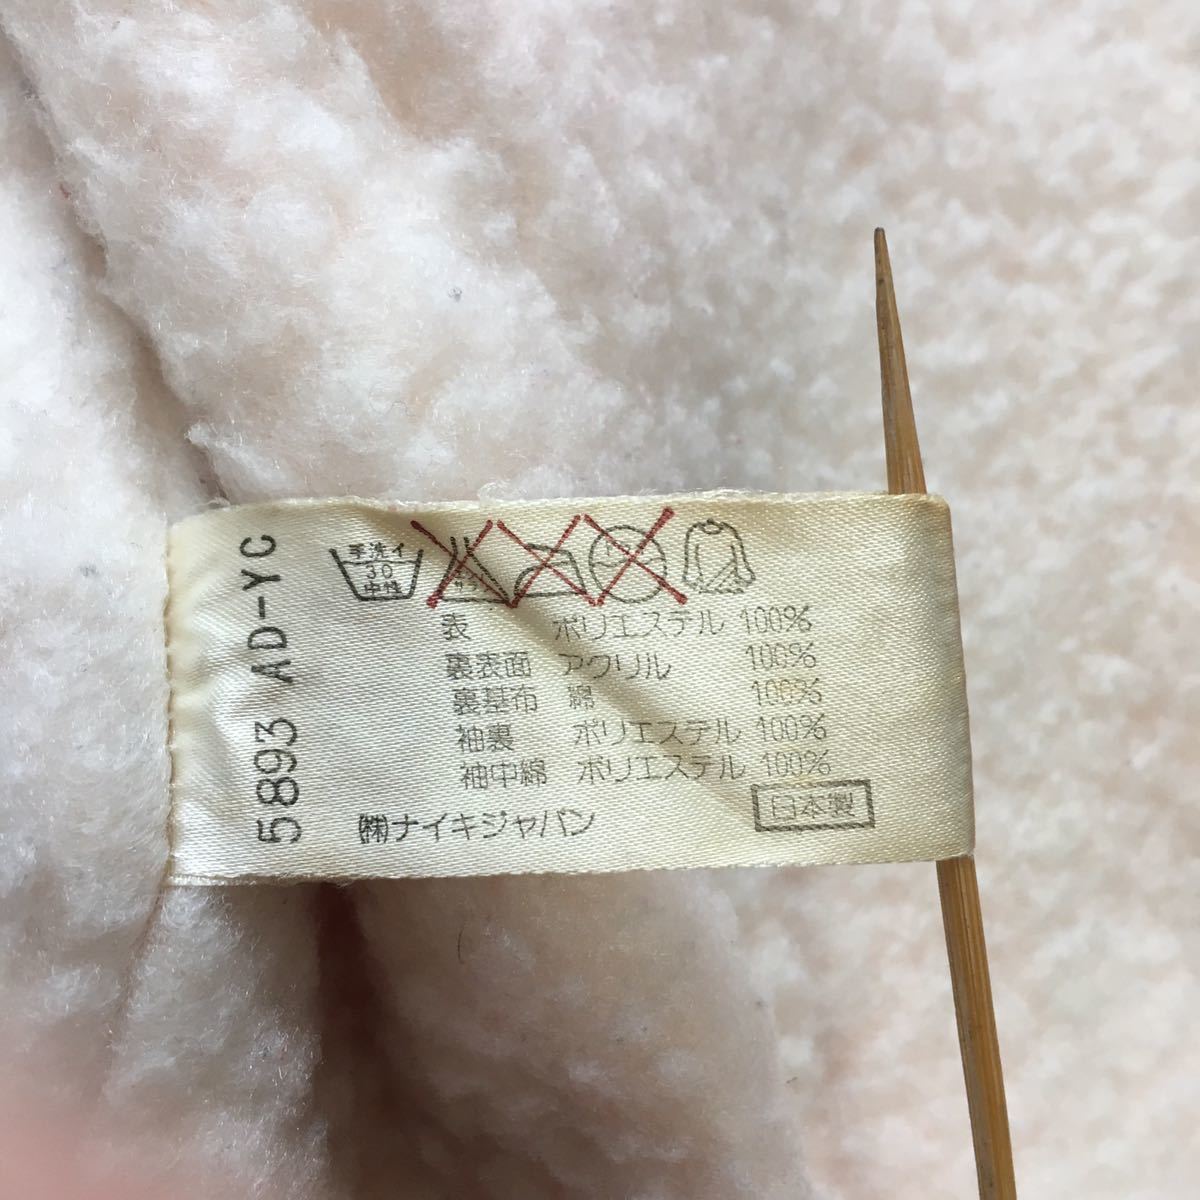 5893 AD-YC
手洗イ
30
中性
表 ポリエステル 100%
裏表面 アクリル 100%
裏基布 綿 100%
袖裏 ポリエステル 100%
袖中綿 ポリエステル 100%
㈱ナイキジャパン
日本製